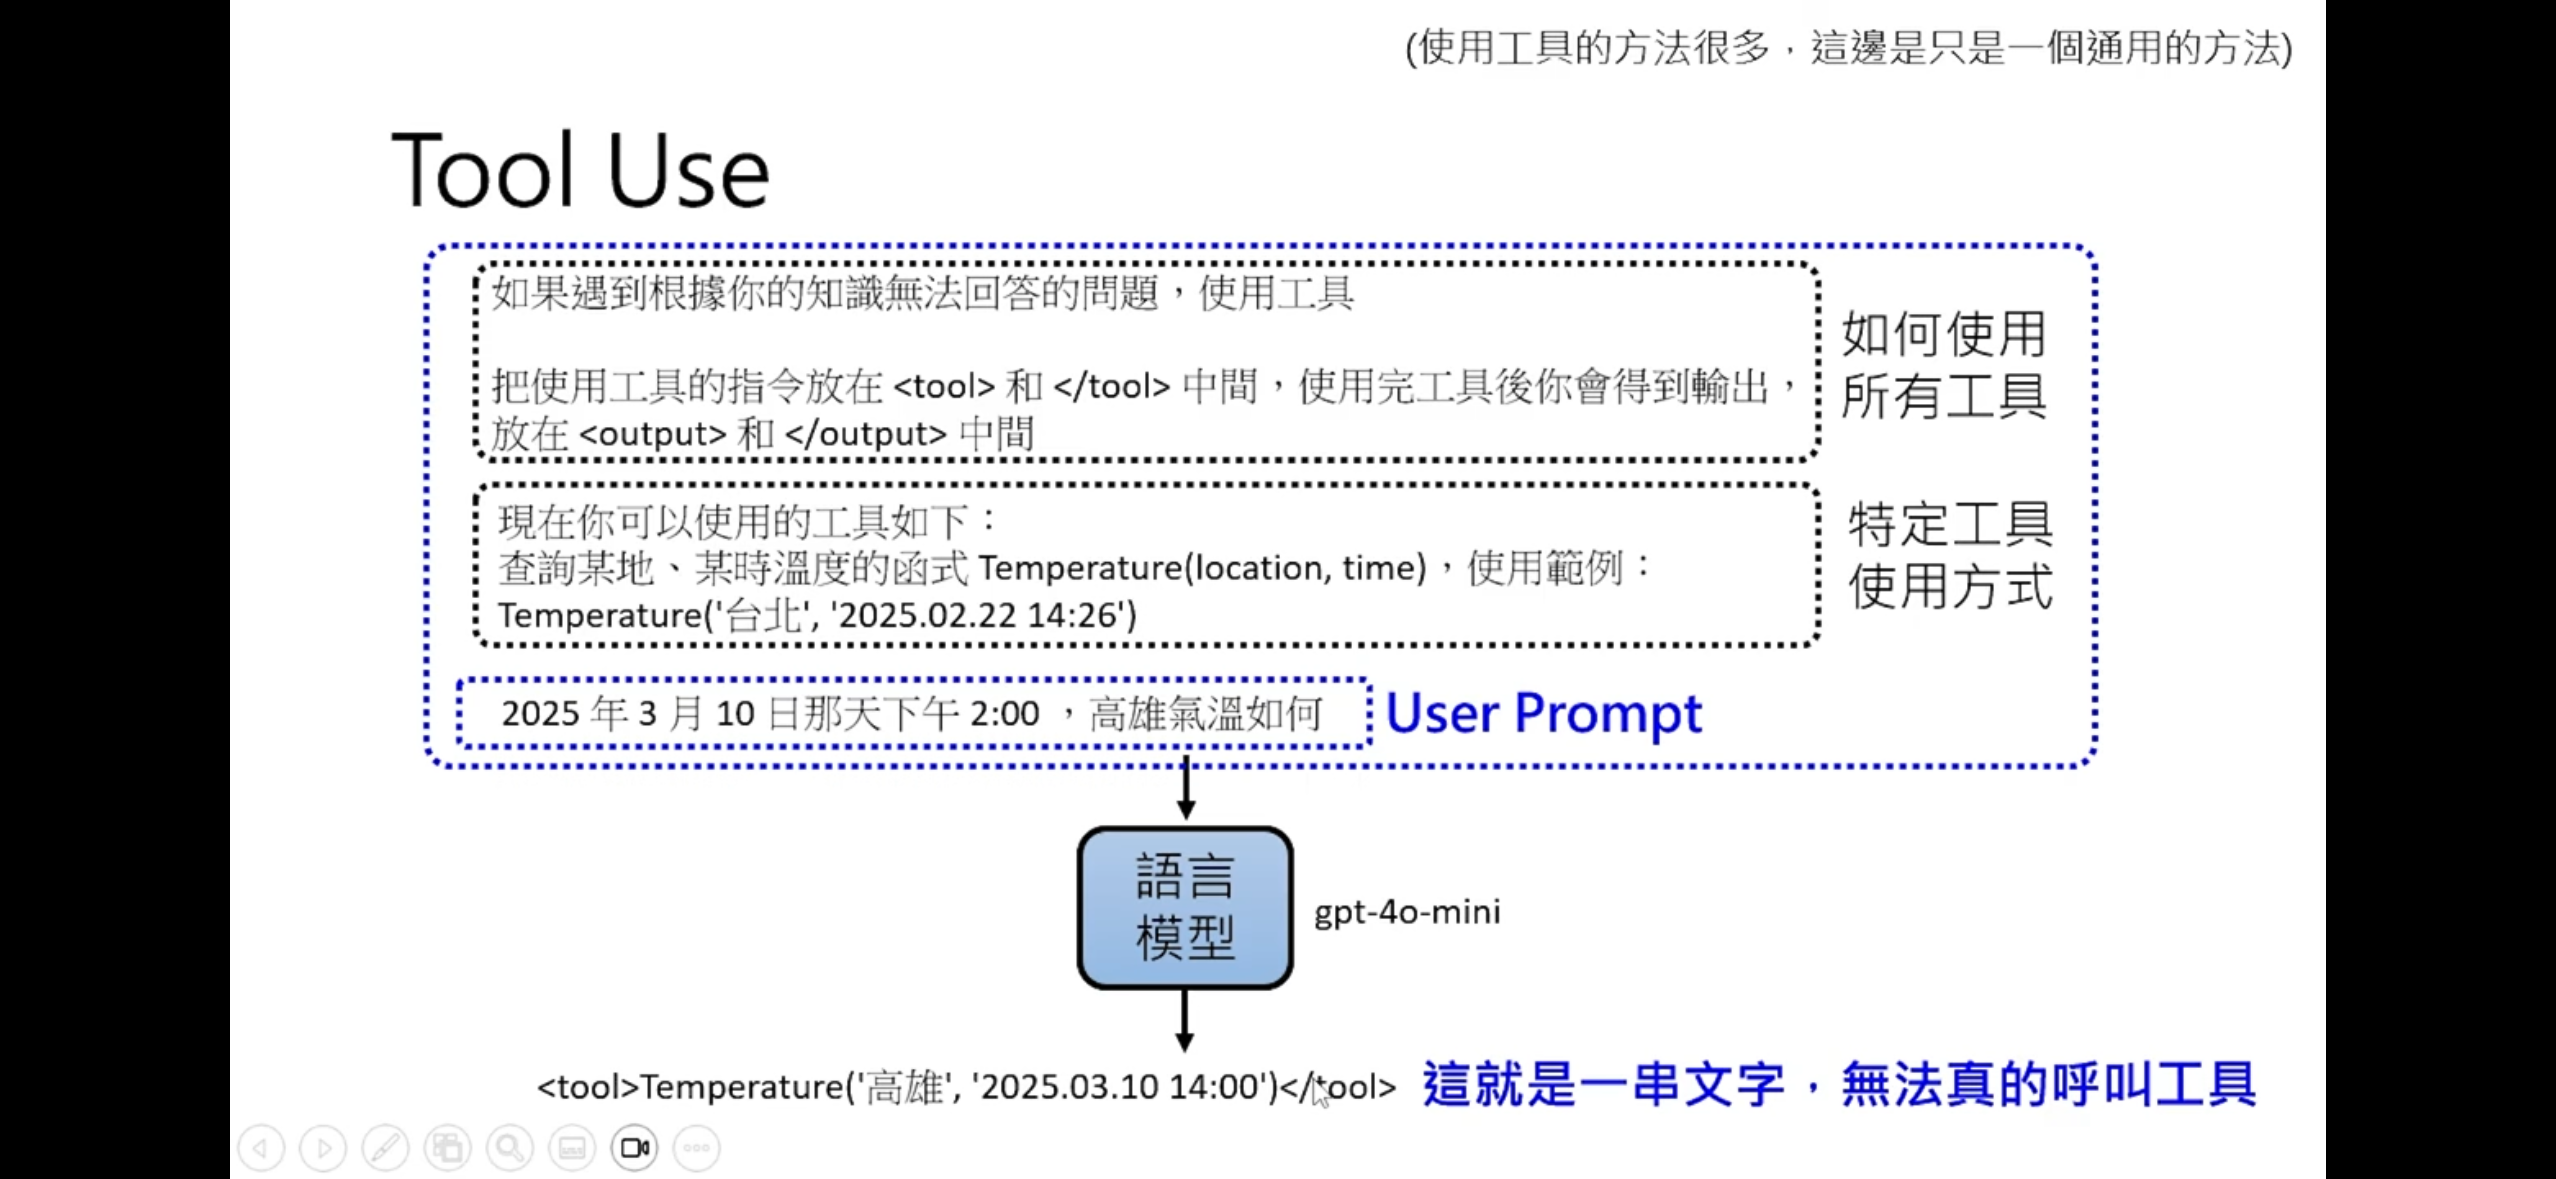 (使用工具的方法很多，這邊是只是一個通用的方法)
Tool Use
如果遇到根據你的知識無法回答的問題，使用工具
把使用工具的指令放在 <tool> 和 </tool> 中間，使用完工具後你會得到輸出，
放在 <output> 和 </output> 中間
如何使用
所有工具
現在你可以使用的工具如下：
查詢某地、某時溫度的函式 Temperature(location, time)，使用範例：
Temperature('台北', '2025.02.22 14:26')
特定工具
使用方式
2025 年 3 月 10 日那天下午 2:00 ，高雄氣溫如何
User Prompt
語言
模型
gpt-4o-mini
<tool>Temperature('高雄', '2025.03.10 14:00')</tool>
這就是一串文字，無法真的呼叫工具